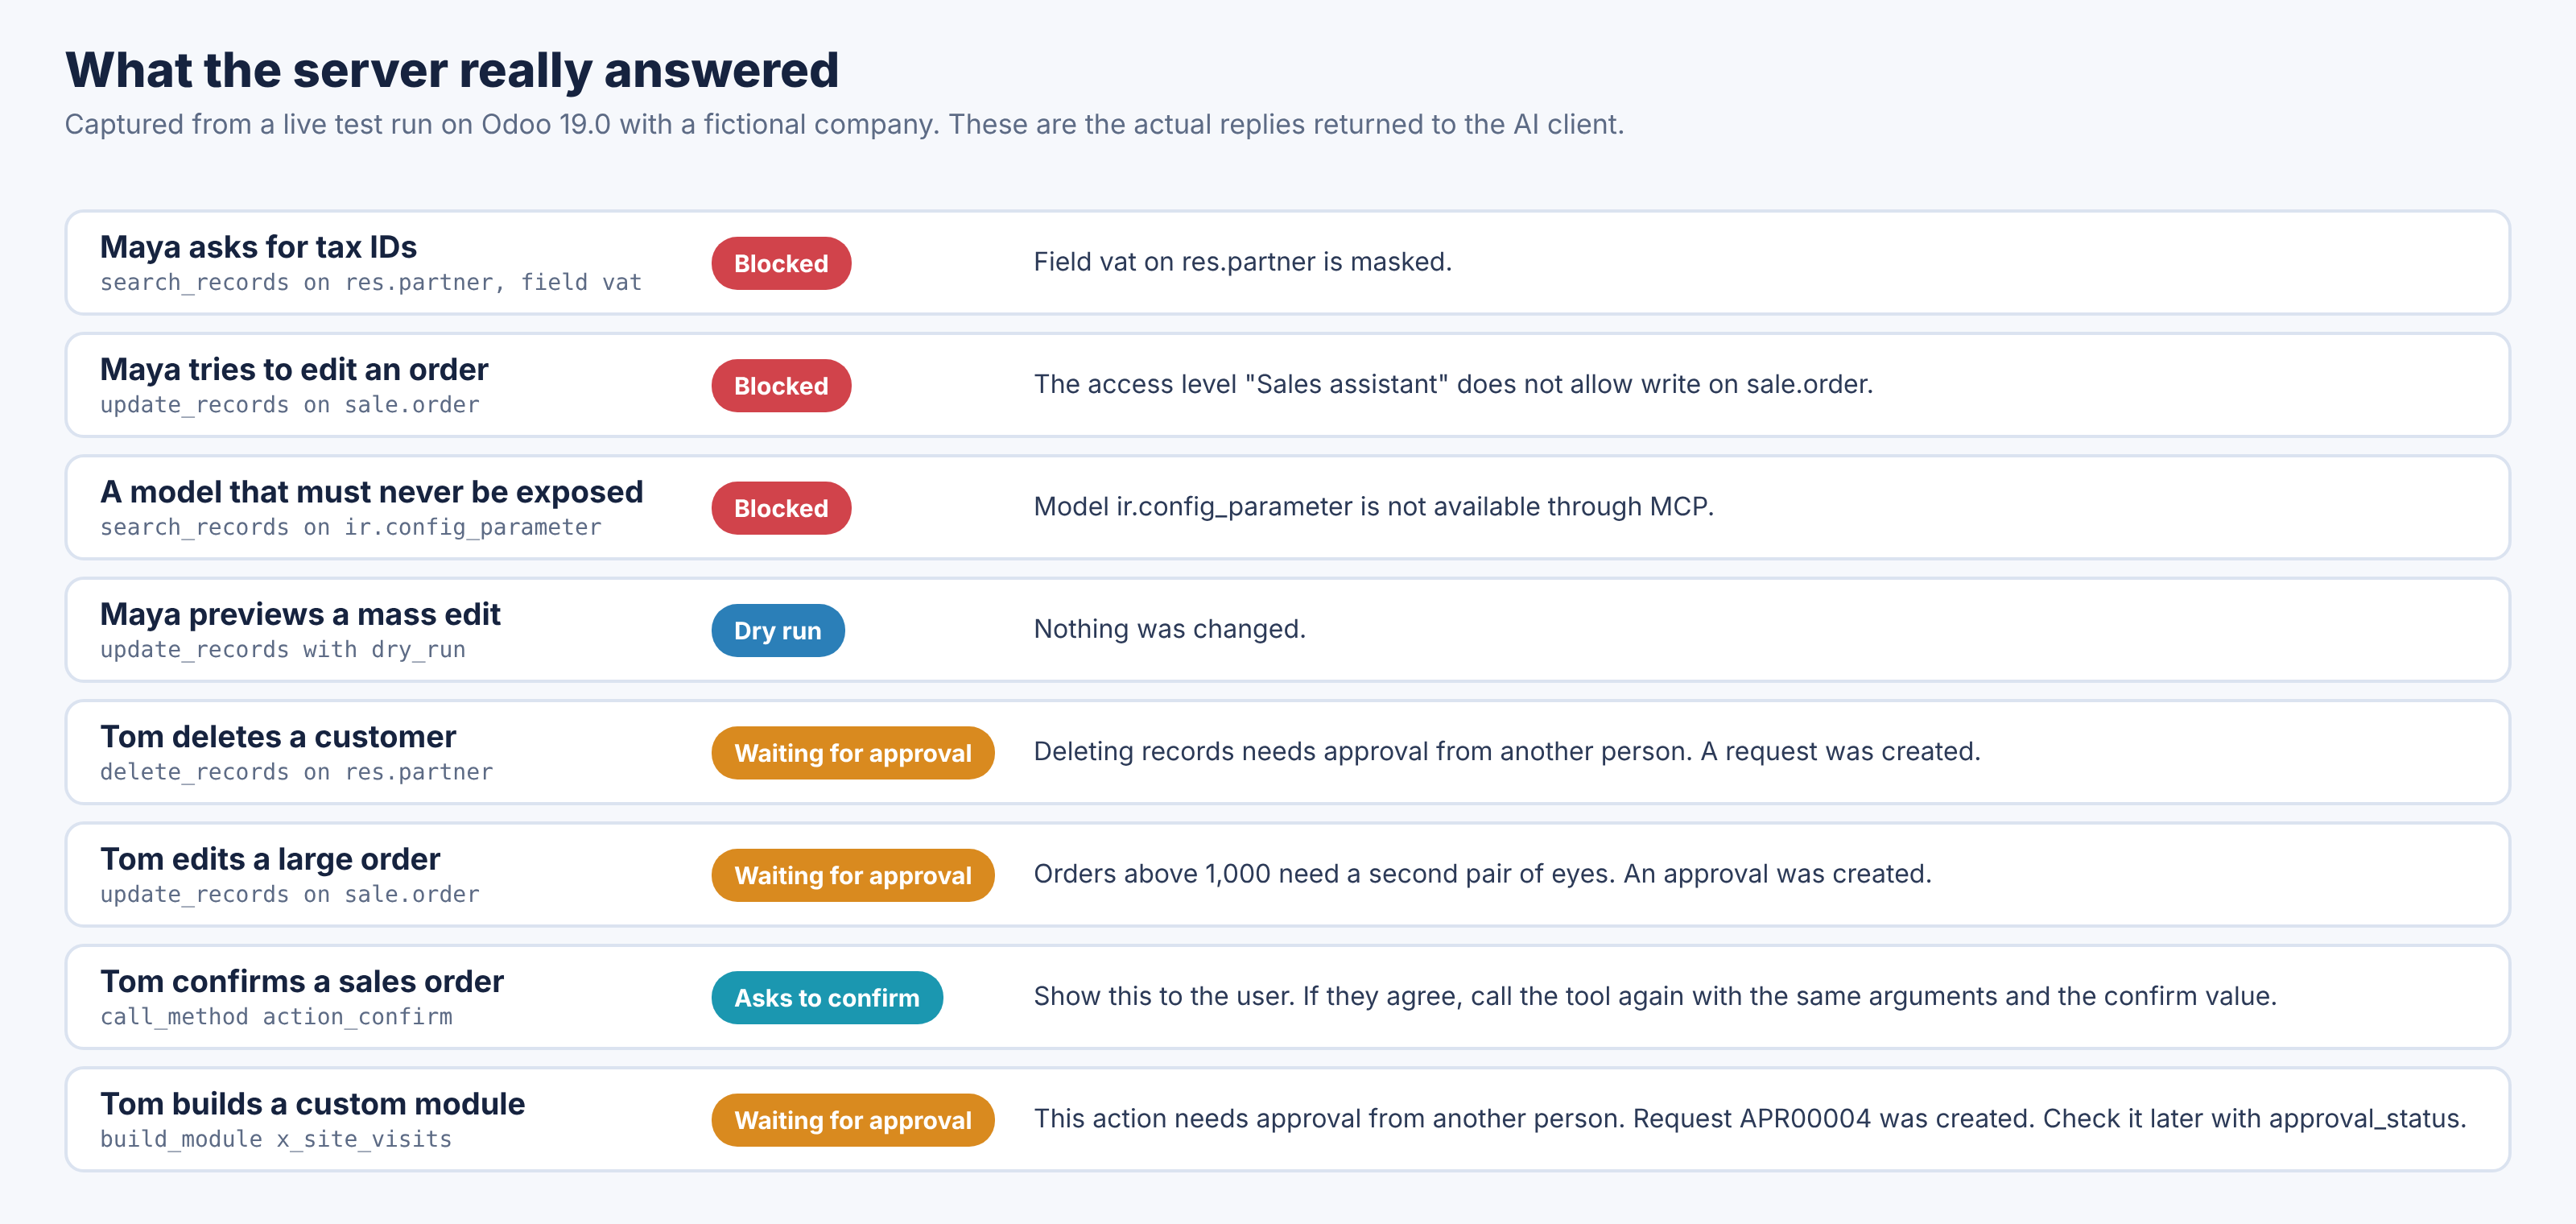 What the server really answered
Captured from a live test run on Odoo 19.0 with a fictional company. These are the actual replies returned to the AI client.
Maya asks for tax IDs
search_records on res.partner, field vat
Blocked
Field vat on res.partner is masked.
Maya tries to edit an order
update_records on sale.order
Blocked
The access level "Sales assistant" does not allow write on sale.order.
A model that must never be exposed
search_records on ir.config_parameter
Blocked
Model ir.config_parameter is not available through MCP.
Maya previews a mass edit
update_records with dry_run
Dry run
Nothing was changed.
Tom deletes a customer
delete_records on res.partner
Waiting for approval
Deleting records needs approval from another person. A request was created.
Tom edits a large order
update_records on sale.order
Waiting for approval
Orders above 1,000 need a second pair of eyes. An approval was created.
Tom confirms a sales order
call_method action_confirm
Asks to confirm
Show this to the user. If they agree, call the tool again with the same arguments and the confirm value.
Tom builds a custom module
build_module x_site_visits
Waiting for approval
This action needs approval from another person. Request APR00004 was created. Check it later with approval_status.